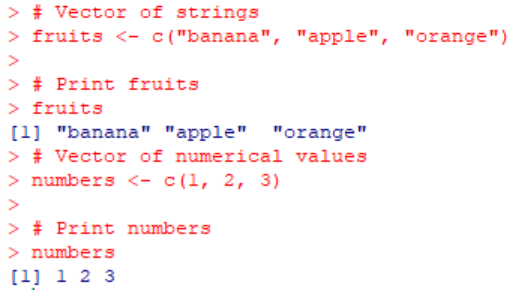 > # Vector of strings
> fruits <- c("banana", "apple", "orange")
>
> # Print fruits
> fruits
[1] "banana" "apple"  "orange"
> # Vector of numerical values
> numbers <- c(1, 2, 3)
>
> # Print numbers
> numbers
[1] 1 2 3